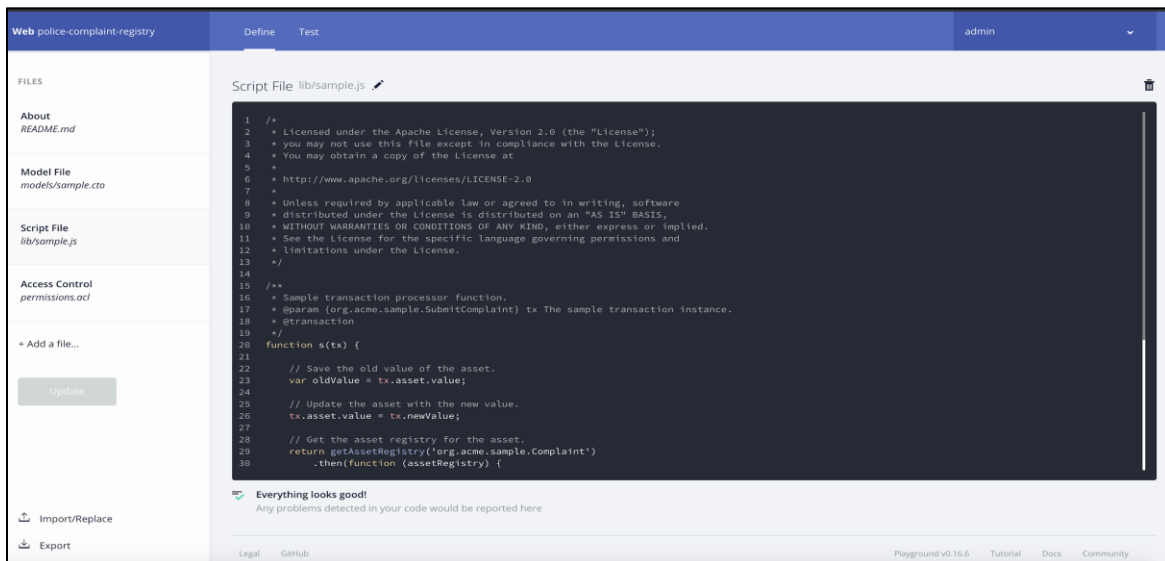 Web police-complaint-registry
Define Test
admin
FILES
About
README.md
Model File
models/sample.cto
Script File
lib/sample.js
Access Control
permissions.acl
+ Add a file...
Update
Import/Replace
Export
Script File lib/sample.js
1 /*
2  * Licensed under the Apache License, Version 2.0 (the "License");
3  * you may not use this file except in compliance with the License.
4  * You may obtain a copy of the License at
5  *
6  * http://www.apache.org/licenses/LICENSE-2.0
7  *
8  * Unless required by applicable law or agreed to in writing, software
9  * distributed under the License is distributed on an "AS IS" BASIS,
10  * WITHOUT WARRANTIES OR CONDITIONS OF ANY KIND, either express or implied.
11  * See the License for the specific language governing permissions and
12  * limitations under the License.
13  */
14
15 /**
16  * Sample transaction processor function.
17  * @param {org.acme.sample.SubmitComplaint} tx The sample transaction instance.
18  * @transaction
19  */
20 function s(tx) {
21
22     // Save the old value of the asset.
23     var oldValue = tx.asset.value;
24
25     // Update the asset with the new value.
26     tx.asset.value = tx.newValue;
27
28     // Get the asset registry for the asset.
29     return getAssetRegistry('org.acme.sample.Complaint')
30         .then(function (assetRegistry) {
Everything looks good!
Any problems detected in your code would be reported here
Legal GitHub
Playground v0.16.6 Tutorial Docs Community